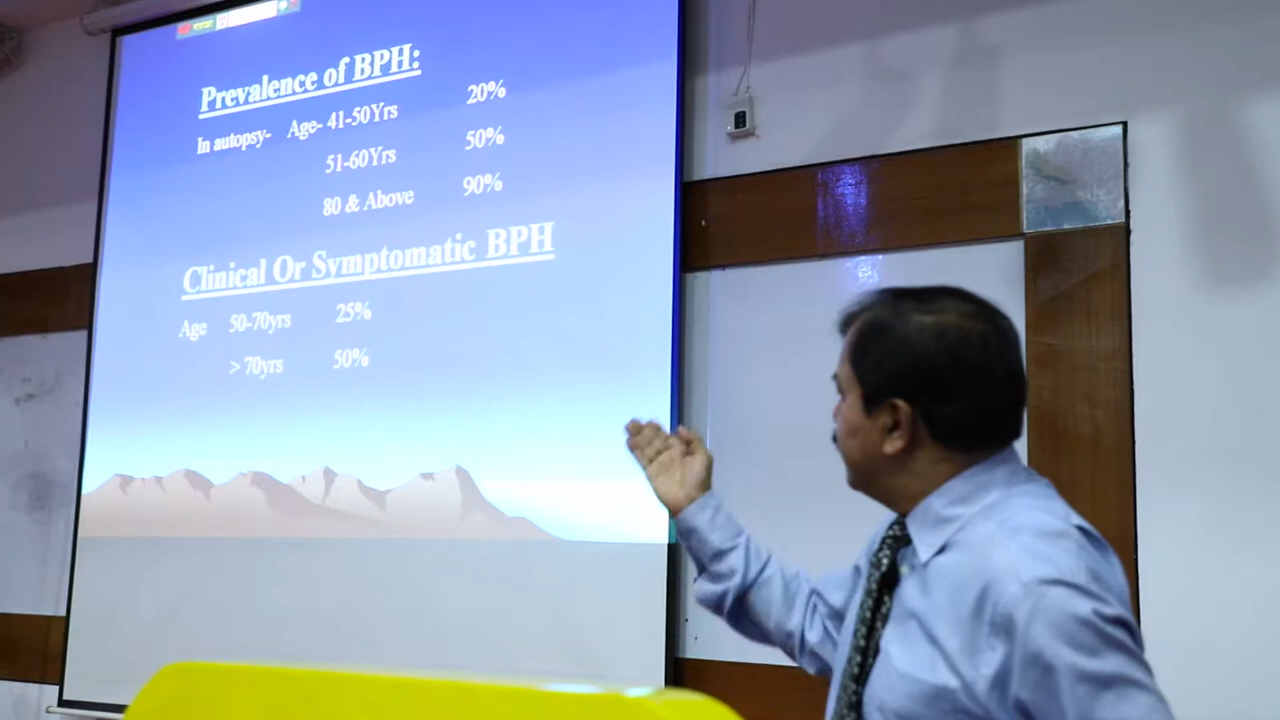 Prevalence of BPH:
In autopsy- Age- 41-50Yrs 20%
51-60Yrs 50%
80 & Above 90%
Clinical Or Symptomatic BPH
Age 50-70yrs 25%
> 70yrs 50%